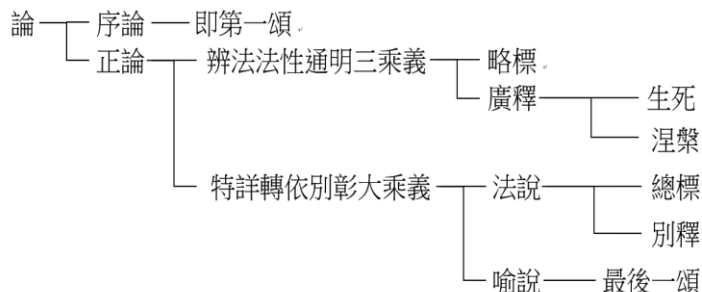 論 序論 即第一頌
正論 辨法法性通明三乘義 略標
廣釋 生死
涅槃
特詳轉依別彰大乘義 法說 總標
別釋
喻說 最後一頌